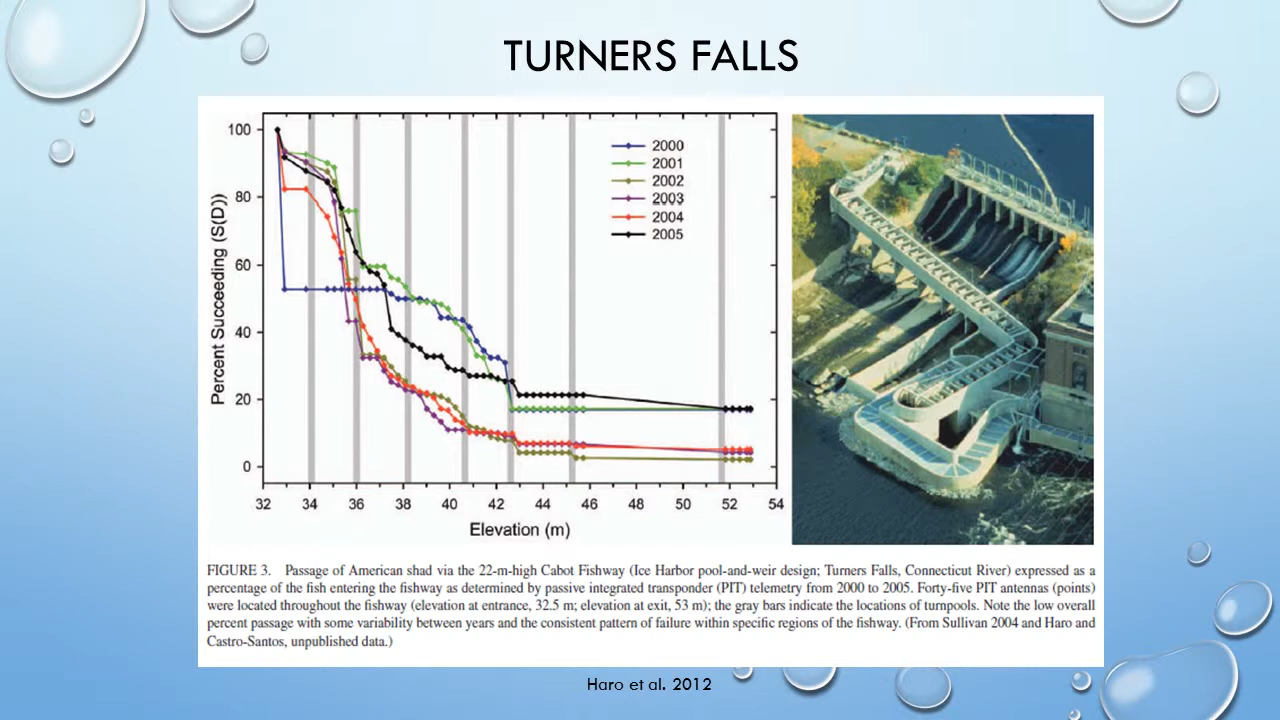 TURNERS FALLS
100
80
60
40
20
0
Percent Succeeding (S(D))
2000
2001
2002
2003
2004
2005
32 34 36 38 40 42 44 46 48 50 52 54
Elevation (m)
FIGURE 3. Passage of American shad via the 22-m-high Cabot Fishway (Ice Harbor pool-and-weir design; Turners Falls, Connecticut River) expressed as a
percentage of the fish entering the fishway as determined by passive integrated transponder (PIT) telemetry from 2000 to 2005. Forty-five PIT antennas (points)
were located throughout the fishway (elevation at entrance, 32.5 m; elevation at exit, 53 m); the gray bars indicate the locations of turnpools. Note the low overall
percent passage with some variability between years and the consistent pattern of failure within specific regions of the fishway. (From Sullivan 2004 and Haro and
Castro-Santos, unpublished data.)
Haro et al. 2012